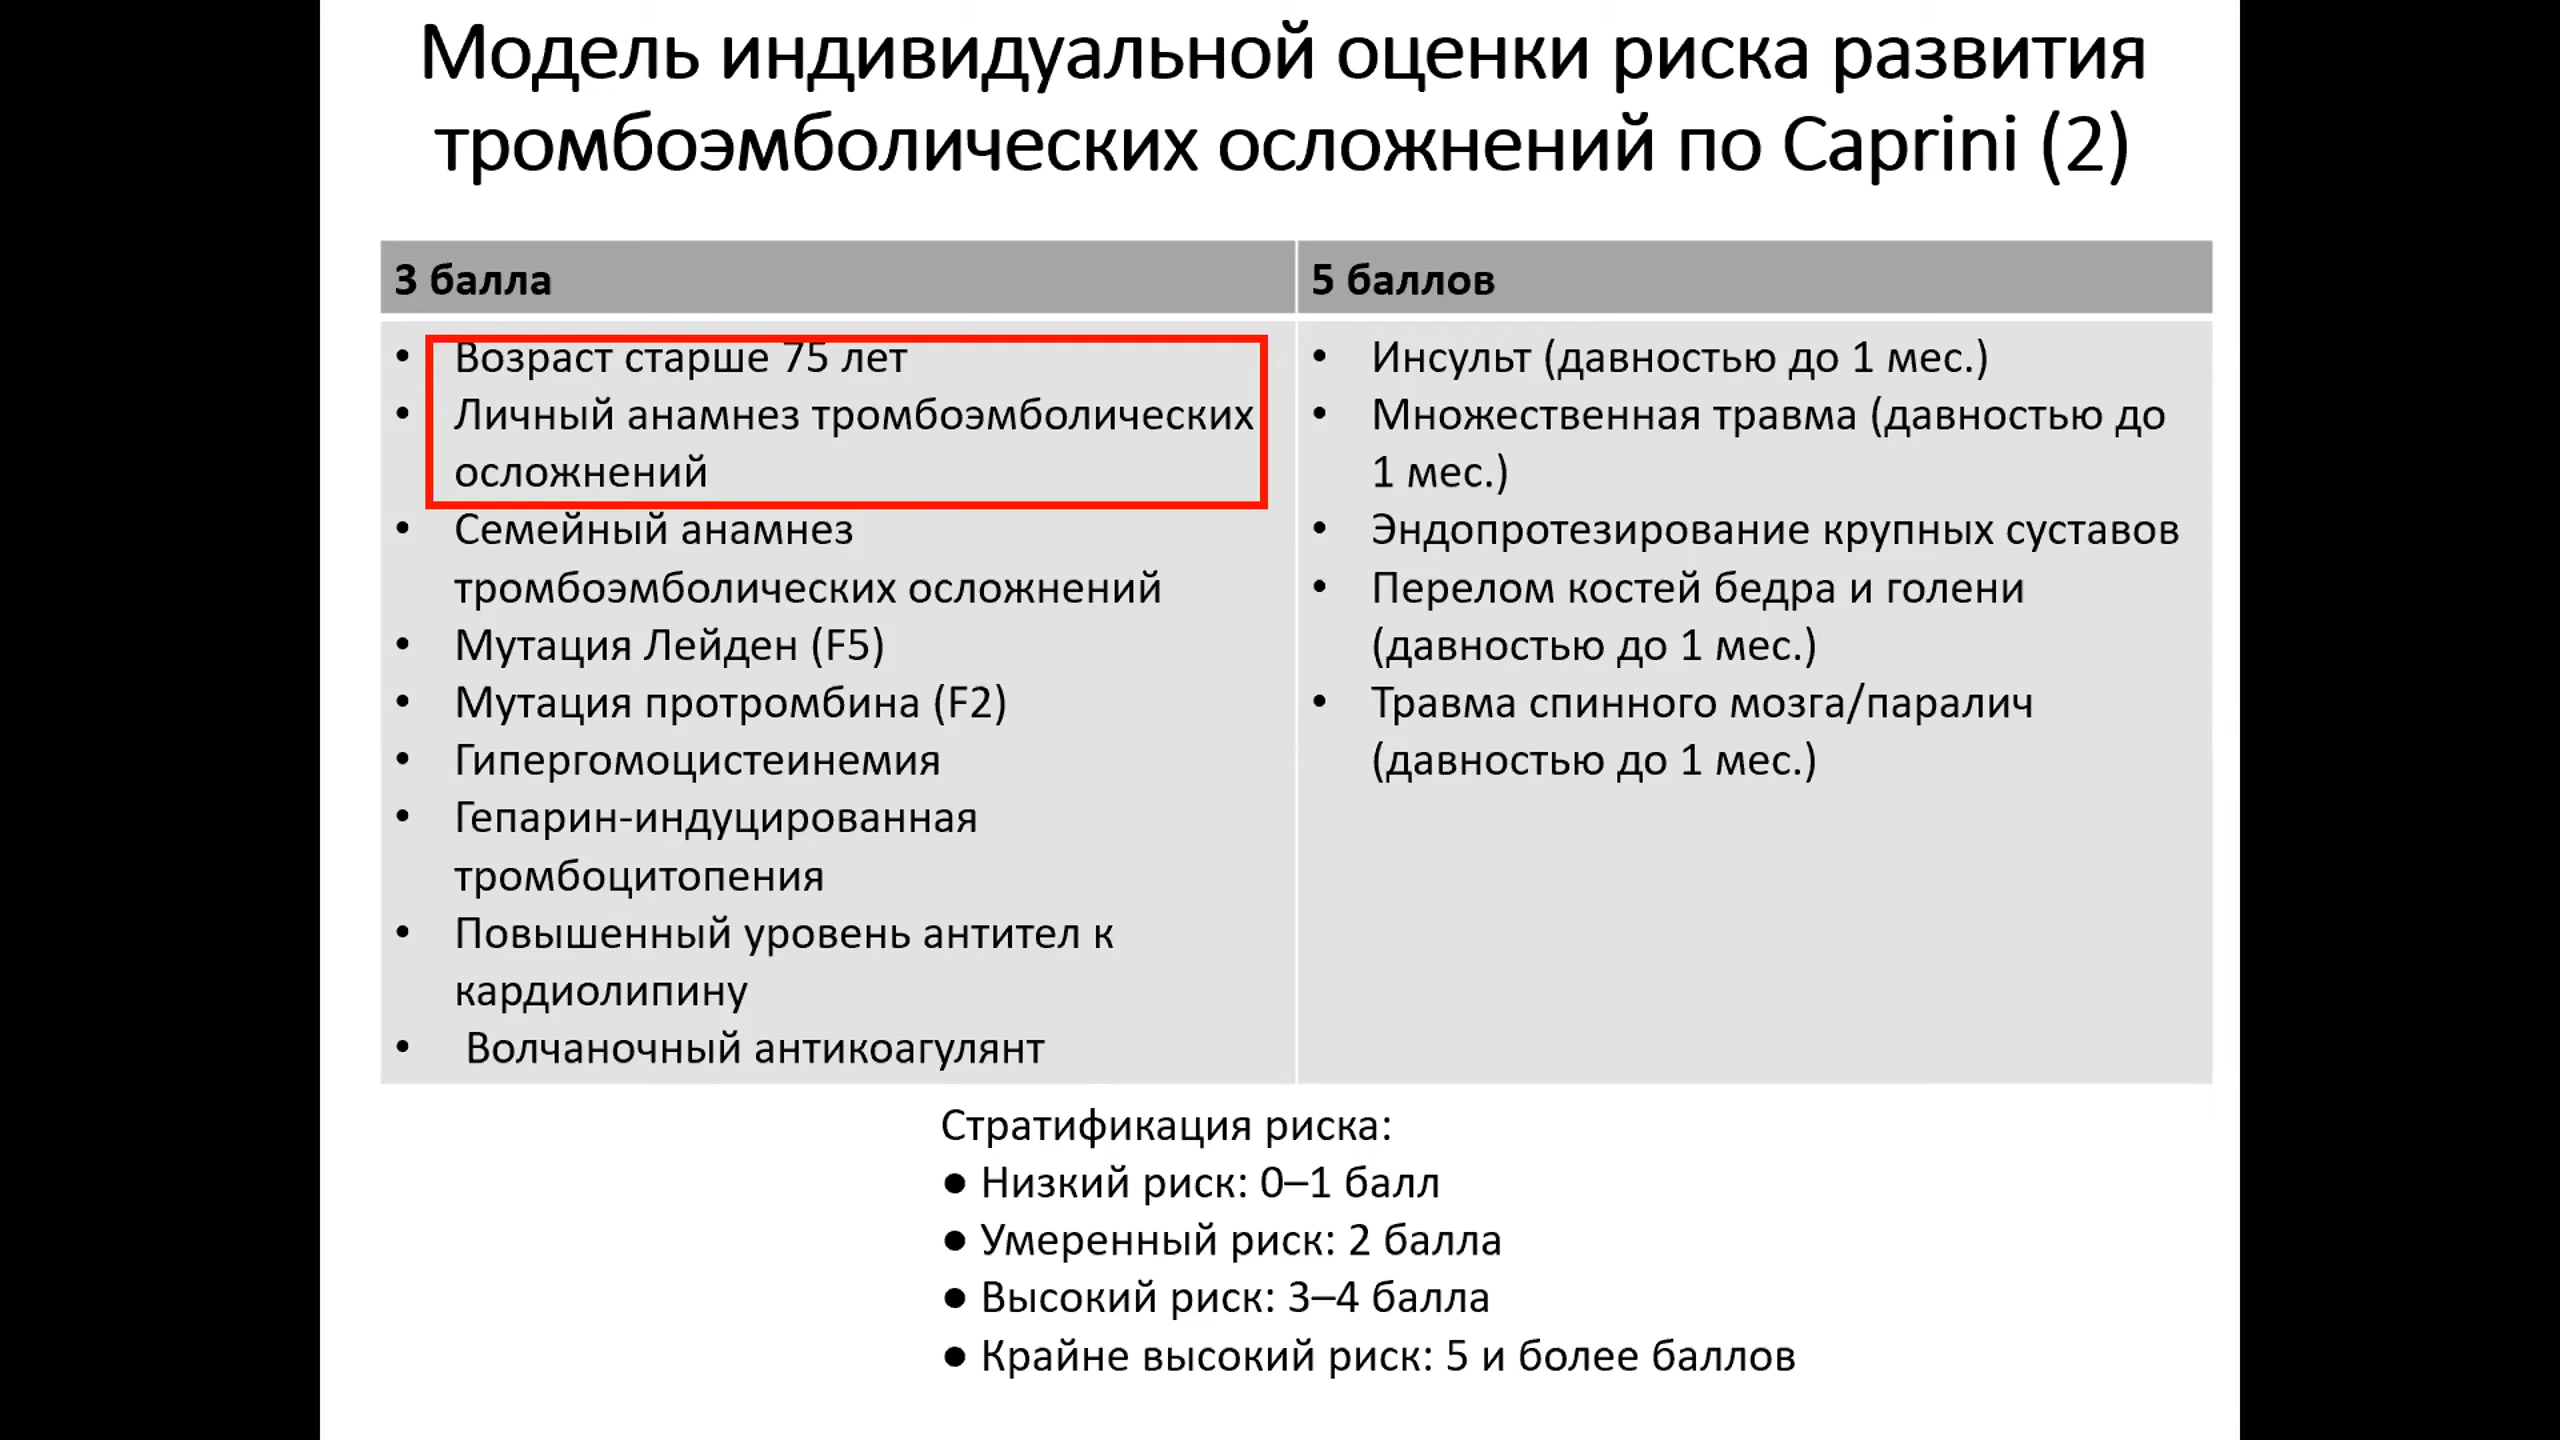 Модель индивидуальной оценки риска развития
тромбоэмболических осложнений по Caprini (2)
3 балла
• Возраст старше 75 лет
• Личный анамнез тромбоэмболических
осложнений
• Семейный анамнез
тромбоэмболических осложнений
• Мутация Лейден (F5)
• Мутация протромбина (F2)
• Гипергомоцистеинемия
• Гепарин-индуцированная
тромбоцитопения
• Повышенный уровень антител к
кардиолипину
• Волчаночный антикоагулянт
5 баллов
• Инсульт (давностью до 1 мес.)
• Множественная травма (давностью до
1 мес.)
• Эндопротезирование крупных суставов
• Перелом костей бедра и голени
(давностью до 1 мес.)
• Травма спинного мозга/паралич
(давностью до 1 мес.)
Стратификация риска:
● Низкий риск: 0–1 балл
● Умеренный риск: 2 балла
● Высокий риск: 3–4 балла
● Крайне высокий риск: 5 и более баллов